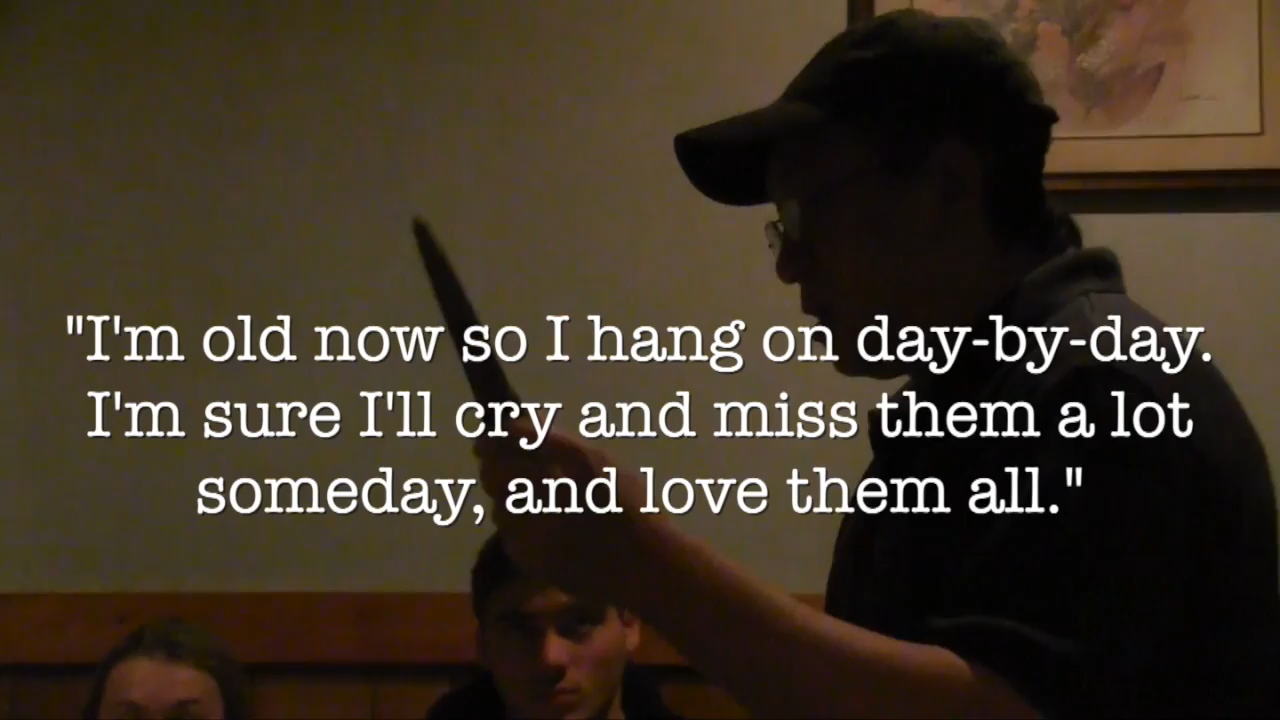 "I'm old now so I hang on day-by-day.
I'm sure I'll cry and miss them a lot
someday, and love them all."